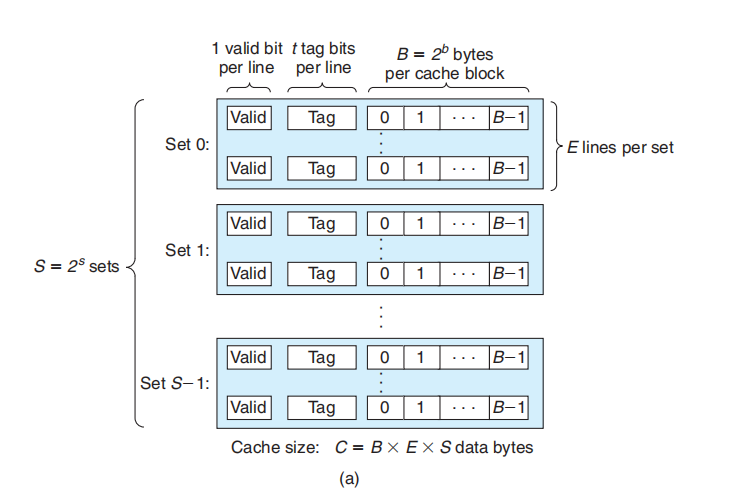 1 valid bit per line
t tag bits per line
B = 2^b bytes per cache block
Valid Tag 0 1 · · · B–1
Set 0:
Valid Tag 0 1 · · · B–1
E lines per set
Valid Tag 0 1 · · · B–1
Set 1:
Valid Tag 0 1 · · · B–1
S = 2^s sets
Valid Tag 0 1 · · · B–1
Set S–1:
Valid Tag 0 1 · · · B–1
Cache size: C = B × E × S data bytes
(a)